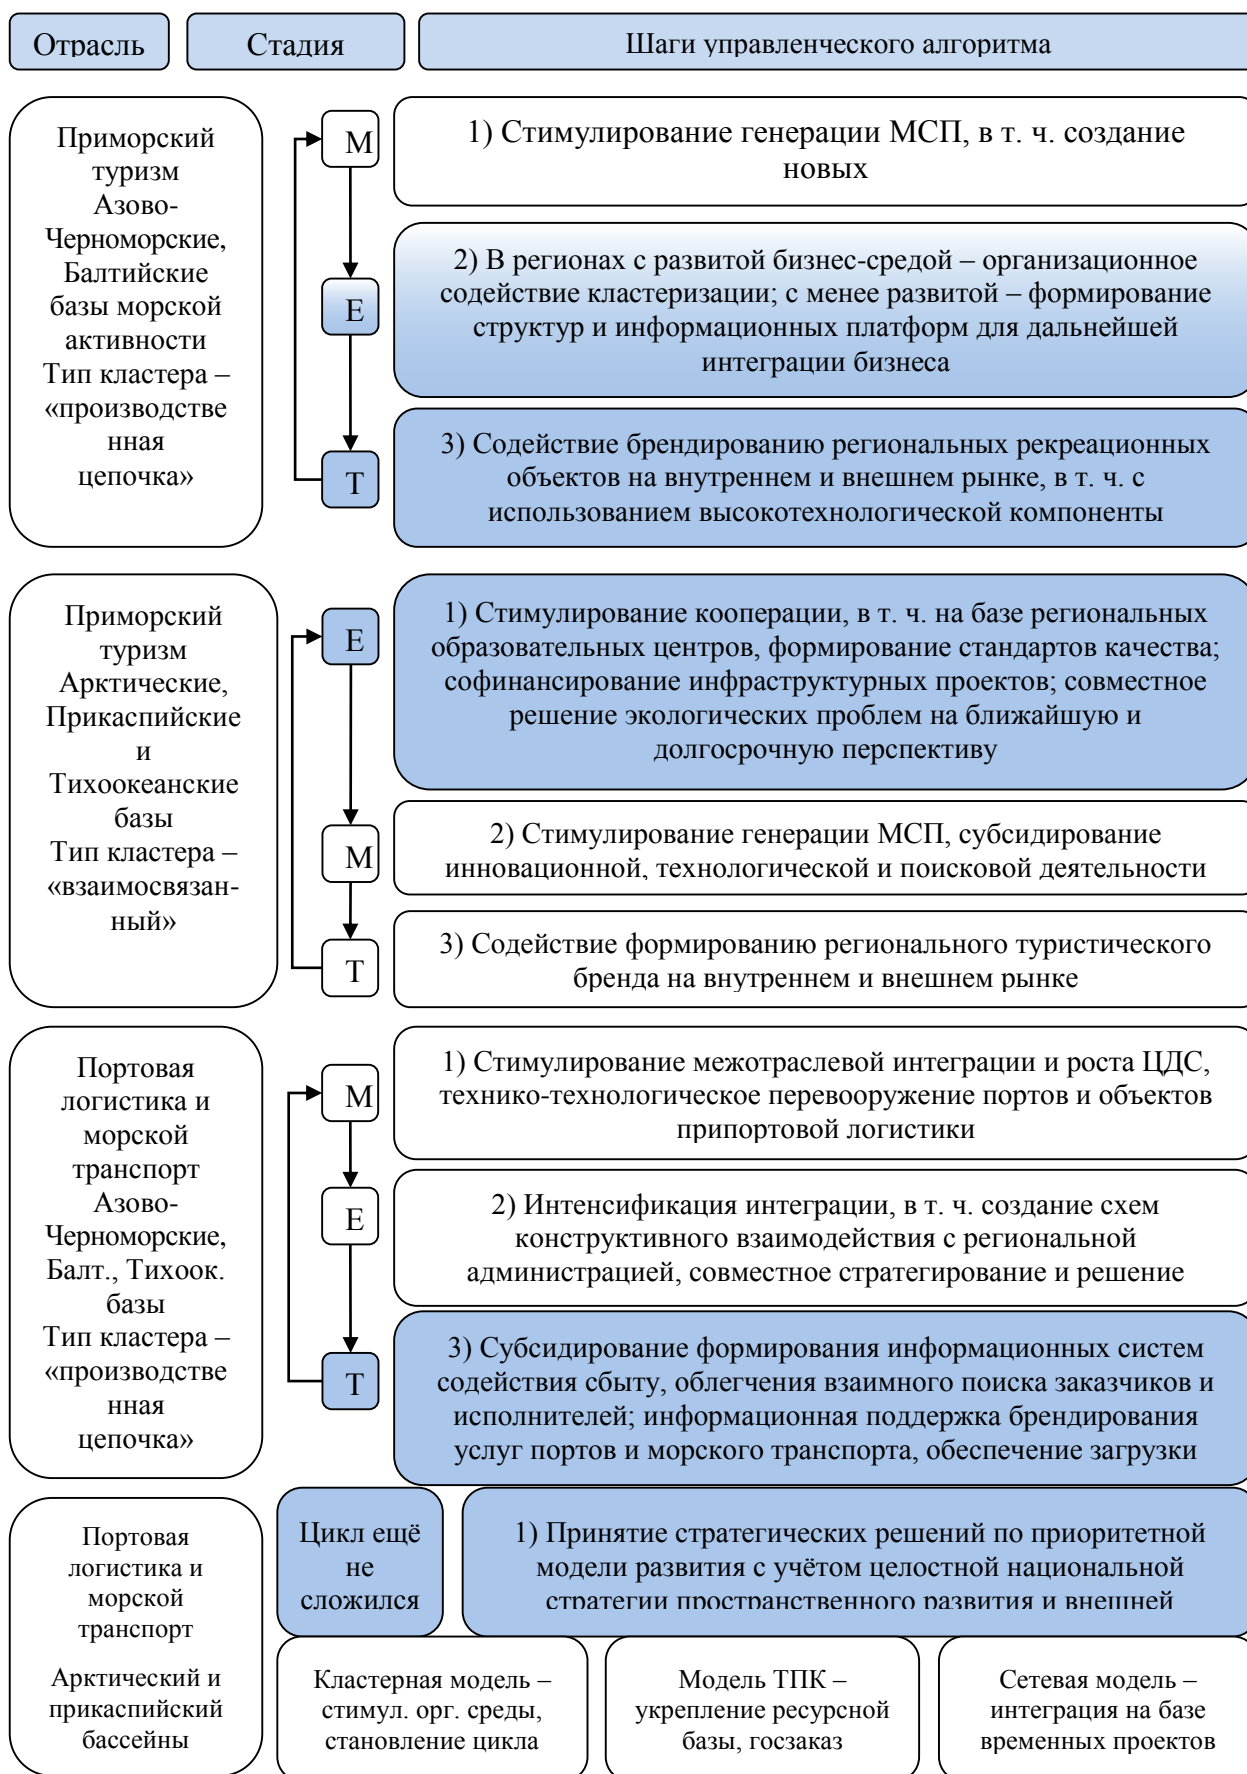 Отрасль
Стадия
Шаги управленческого алгоритма
Приморский
туризм
Азово-
Черноморские,
Балтийские
базы морской
активности
Тип кластера –
«производстве
нная
цепочка»
М
Е
Т
1) Стимулирование генерации МСП, в т. ч. создание
новых
2) В регионах с развитой бизнес-средой – организационное
содействие кластеризации; с менее развитой – формирование
структур и информационных платформ для дальнейшей
интеграции бизнеса
3) Содействие брендированию региональных рекреационных
объектов на внутреннем и внешнем рынке, в т. ч. с
использованием высокотехнологической компоненты
Приморский
туризм
Арктические,
Прикаспийские
и
Тихоокеанские
базы
Тип кластера –
«взаимосвязан-
ный»
Е
М
Т
1) Стимулирование кооперации, в т. ч. на базе региональных
образовательных центров, формирование стандартов качества;
софинансирование инфраструктурных проектов; совместное
решение экологических проблем на ближайшую и
долгосрочную перспективу
2) Стимулирование генерации МСП, субсидирование
инновационной, технологической и поисковой деятельности
3) Содействие формированию регионального туристического
бренда на внутреннем и внешнем рынке
Портовая
логистика и
морской
транспорт
Азово-
Черноморские,
Балт., Тихоок.
базы
Тип кластера –
«производстве
нная
цепочка»
М
Е
Т
1) Стимулирование межотраслевой интеграции и роста ЦДС,
технико-технологическое перевооружение портов и объектов
припортовой логистики
2) Интенсификация интеграции, в т. ч. создание схем
конструктивного взаимодействия с региональной
администрацией, совместное стратегирование и решение
3) Субсидирование формирования информационных систем
содействия сбыту, облегчения взаимного поиска заказчиков и
исполнителей; информационная поддержка брендирования
услуг портов и морского транспорта, обеспечение загрузки
Портовая
логистика и
морской
транспорт
Арктический и
прикаспийский
бассейны
Цикл ещё
не
сложился
1) Принятие стратегических решений по приоритетной
модели развития с учётом целостной национальной
стратегии пространственного развития и внешней
Кластерная модель –
стимул. орг. среды,
становление цикла
Модель ТПК –
укрепление ресурсной
базы, госзаказ
Сетевая модель –
интеграция на базе
временных проектов